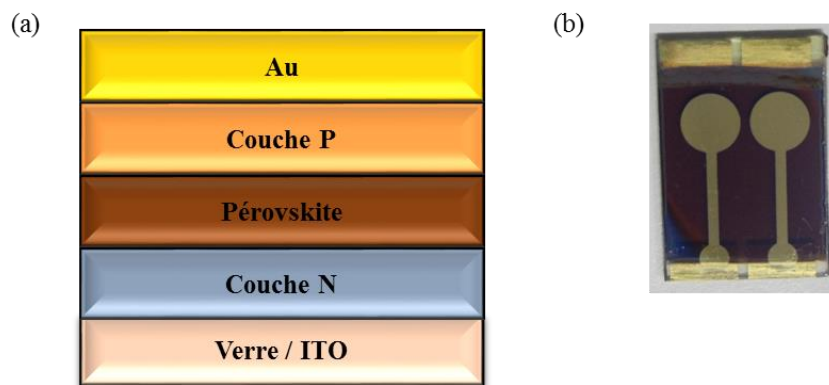 (a)
(b)
Au
Couche P
Pérovskite
Couche N
Verre / ITO